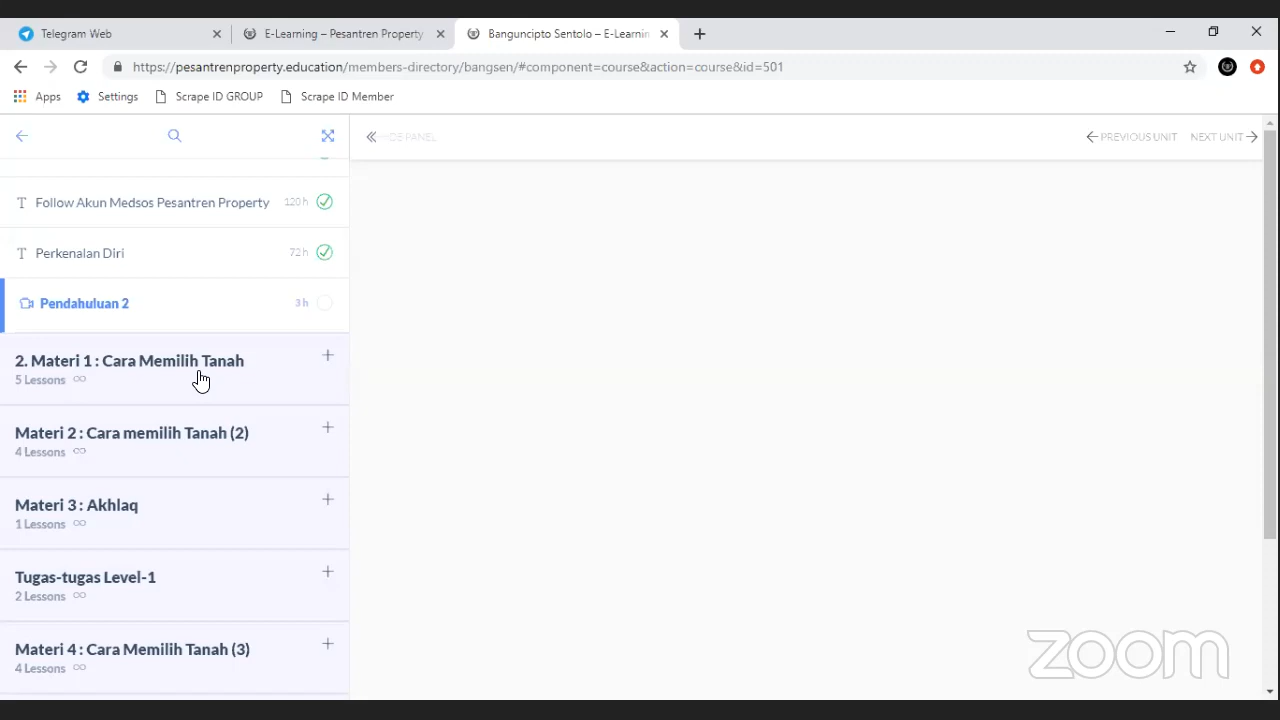 Telegram Web
E-Learning – Pesantren Property
Banguncipto Sentolo – E-Learnin
https://pesantrenproperty.education/members-directory/bangsen/#component=course&action=course&id=501
Apps
Settings
Scrape ID GROUP
Scrape ID Member
PREVIOUS UNIT
NEXT UNIT
T Follow Akun Medsos Pesantren Property 120 h
T Perkenalan Diri 72 h
Pendahuluan 2 3 h
2. Materi 1 : Cara Memilih Tanah
5 Lessons
Materi 2 : Cara memilih Tanah (2)
4 Lessons
Materi 3 : Akhlaq
1 Lessons
Tugas-tugas Level-1
2 Lessons
Materi 4 : Cara Memilih Tanah (3)
4 Lessons
zoom